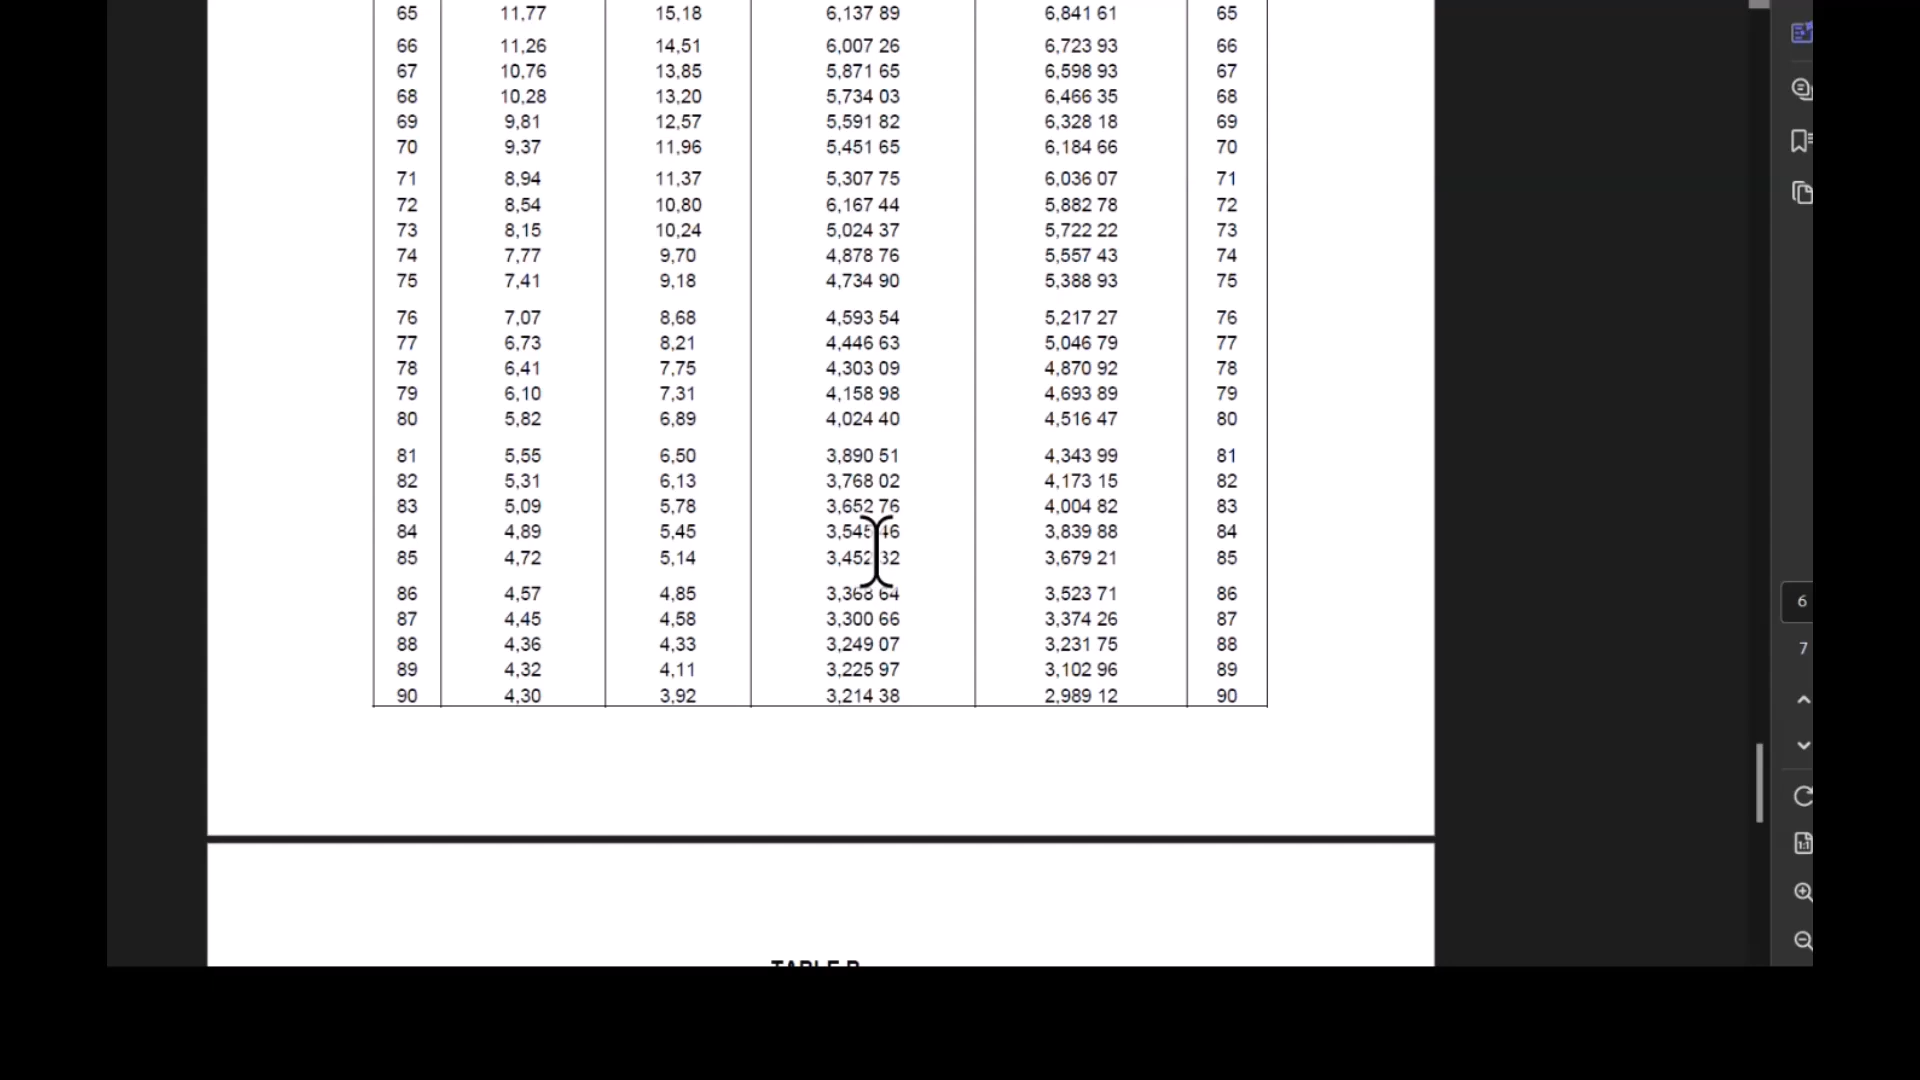 65 11,77 15,18 6,137 89 6,841 61 65
66 11,26 14,51 6,007 26 6,723 93 66
67 10,76 13,85 5,871 65 6,598 93 67
68 10,28 13,20 5,734 03 6,466 35 68
69 9,81 12,57 5,591 82 6,328 18 69
70 9,37 11,96 5,451 65 6,184 66 70
71 8,94 11,37 5,307 75 6,036 07 71
72 8,54 10,80 6,167 44 5,882 78 72
73 8,15 10,24 5,024 37 5,722 22 73
74 7,77 9,70 4,878 76 5,557 43 74
75 7,41 9,18 4,734 90 5,388 93 75
76 7,07 8,68 4,593 54 5,217 27 76
77 6,73 8,21 4,446 63 5,046 79 77
78 6,41 7,75 4,303 09 4,870 92 78
79 6,10 7,31 4,158 98 4,693 89 79
80 5,82 6,89 4,024 40 4,516 47 80
81 5,55 6,50 3,890 51 4,343 99 81
82 5,31 6,13 3,768 02 4,173 15 82
83 5,09 5,78 3,652 76 4,004 82 83
84 4,89 5,45 3,545 46 3,839 88 84
85 4,72 5,14 3,452 32 3,679 21 85
86 4,57 4,85 3,368 64 3,523 71 86
87 4,45 4,58 3,300 66 3,374 26 87
88 4,36 4,33 3,249 07 3,231 75 88
89 4,32 4,11 3,225 97 3,102 96 89
90 4,30 3,92 3,214 38 2,989 12 90
TABLE B
6
7
1:1